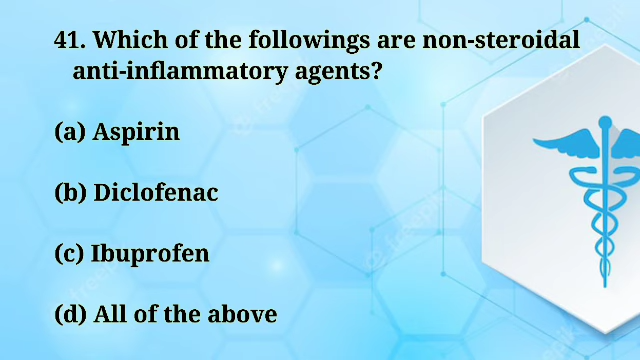 41. Which of the followings are non-steroidal
anti-inflammatory agents?
(a) Aspirin
(b) Diclofenac
(c) Ibuprofen
(d) All of the above